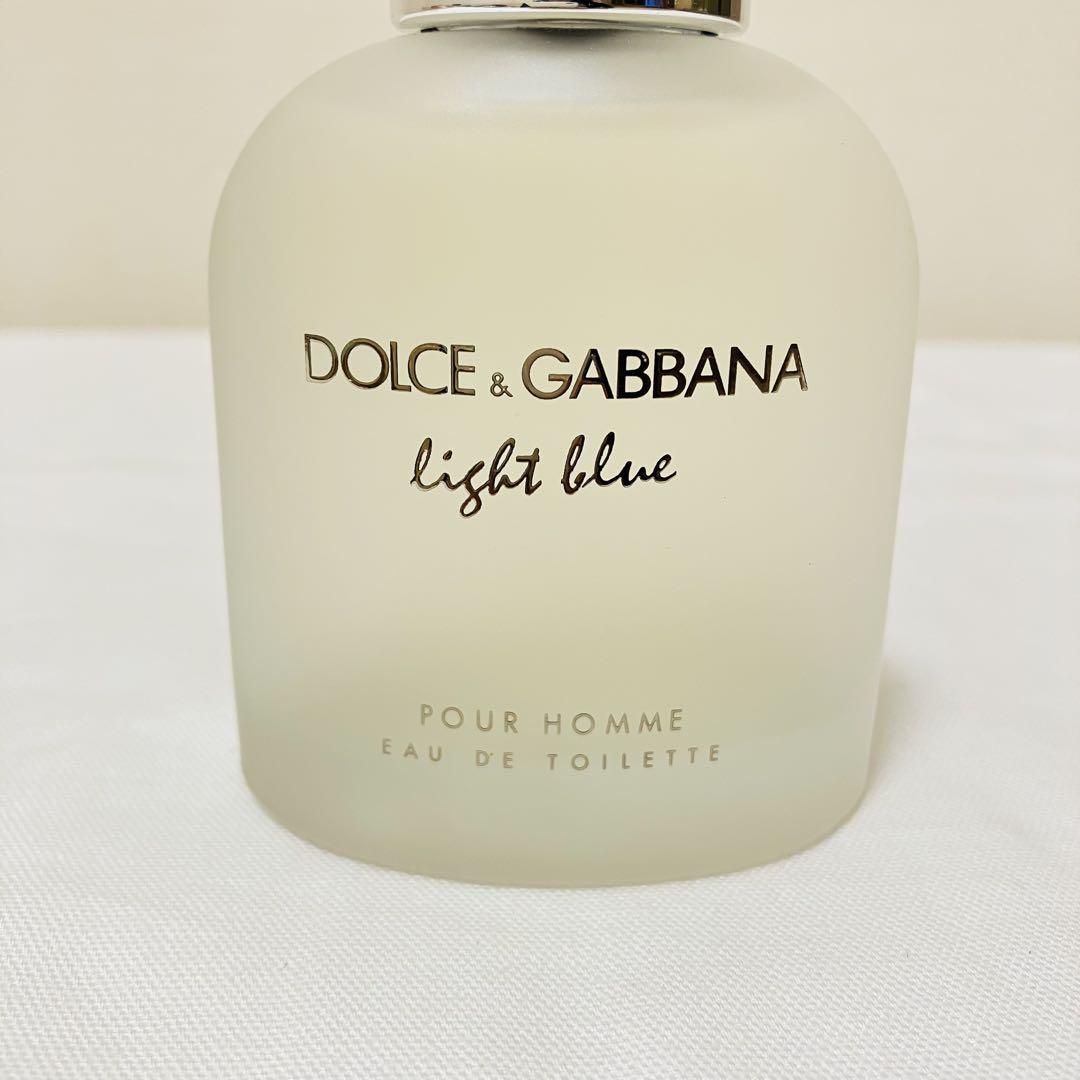 DOLCE & GABBANA
light blue
POUR HOMME
EAU DE TOILETTE